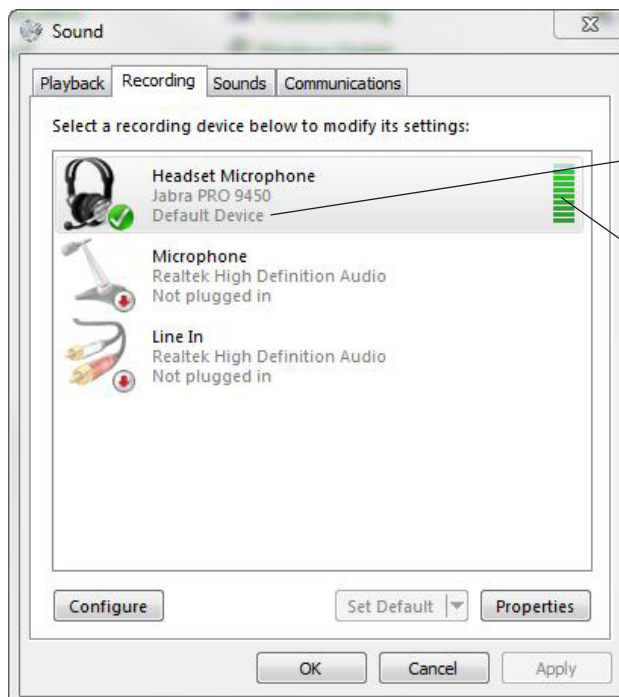 Sound
Playback Recording Sounds Communications
Select a recording device below to modify its settings:
Headset Microphone
Jabra PRO 9450
Default Device
Microphone
Realtek High Definition Audio
Not plugged in
Line In
Realtek High Definition Audio
Not plugged in
Configure Set Default Properties
OK Cancel Apply